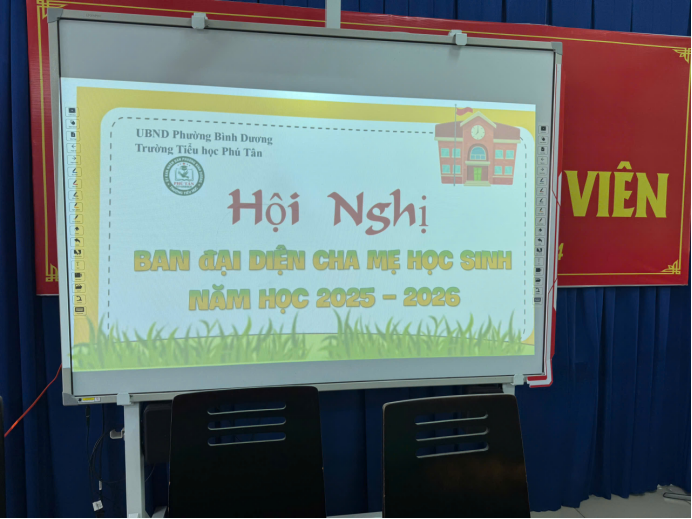 UBND Phường Bình Dương
Trường Tiểu học Phú Tân
Hội Nghị
BAN ĐẠI DIỆN CHA MẸ HỌC SINH
NĂM HỌC 2025 - 2026
VIÊN